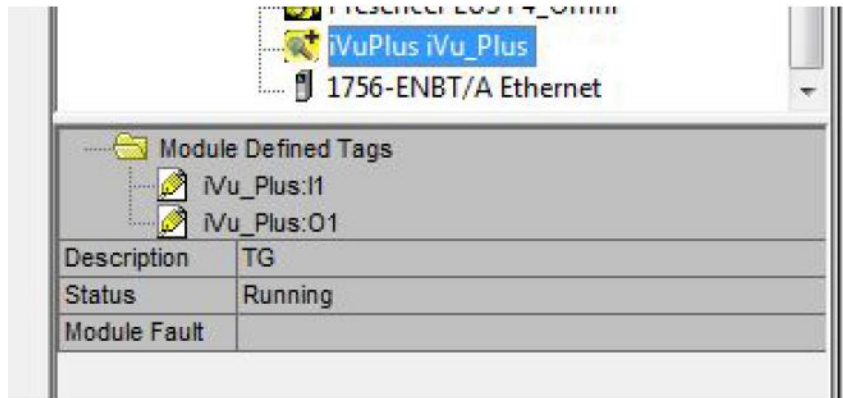 iVuPlus iVu_Plus
1756-ENBT/A Ethernet
Module Defined Tags
iVu_Plus:I1
iVu_Plus:O1
Description TG
Status Running
Module Fault